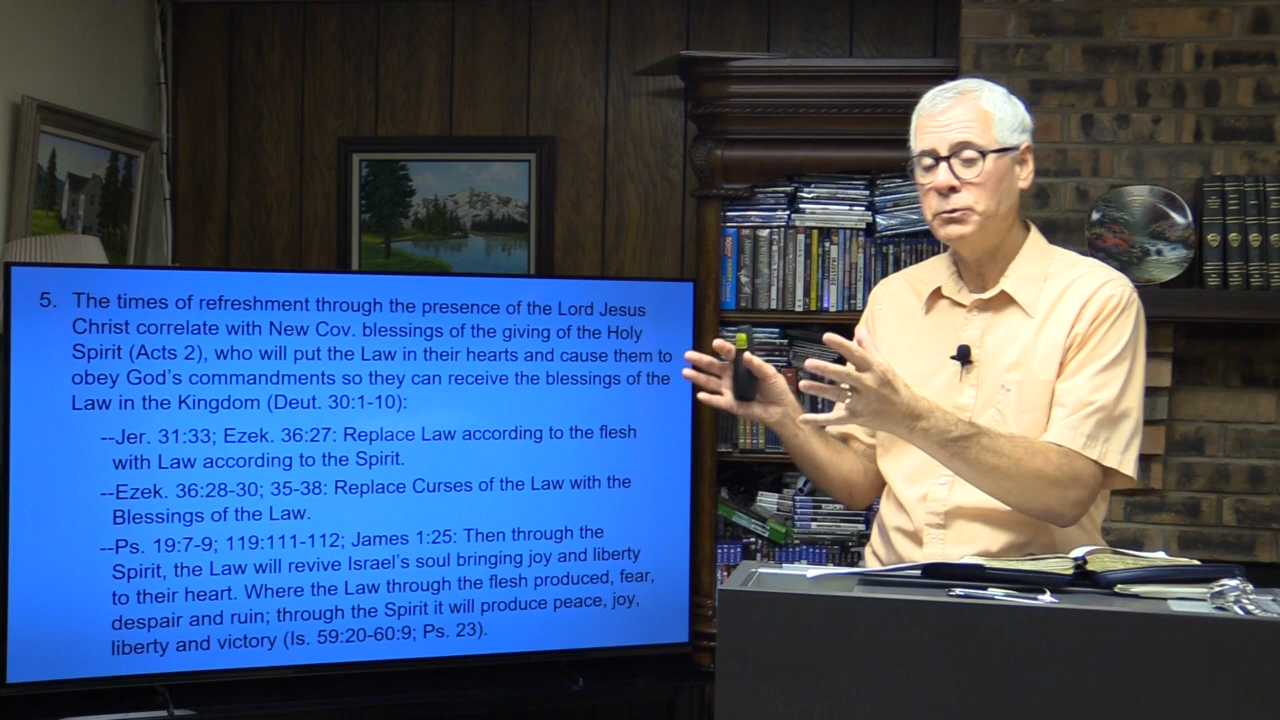 5. The times of refreshment through the presence of the Lord Jesus
Christ correlate with New Cov. blessings of the giving of the Holy
Spirit (Acts 2), who will put the Law in their hearts and cause them to
obey God's commandments so they can receive the blessings of the
Law in the Kingdom (Deut. 30:1-10):
--Jer. 31:33; Ezek. 36:27: Replace Law according to the flesh
with Law according to the Spirit.
--Ezek. 36:28-30; 35-38: Replace Curses of the Law with the
Blessings of the Law.
--Ps. 19:7-9; 119:111-112; James 1:25: Then through the
Spirit, the Law will revive Israel's soul bringing joy and liberty
to their heart. Where the Law through the flesh produced, fear,
despair and ruin; through the Spirit it will produce peace, joy,
liberty and victory (Is. 59:20-60:9; Ps. 23).